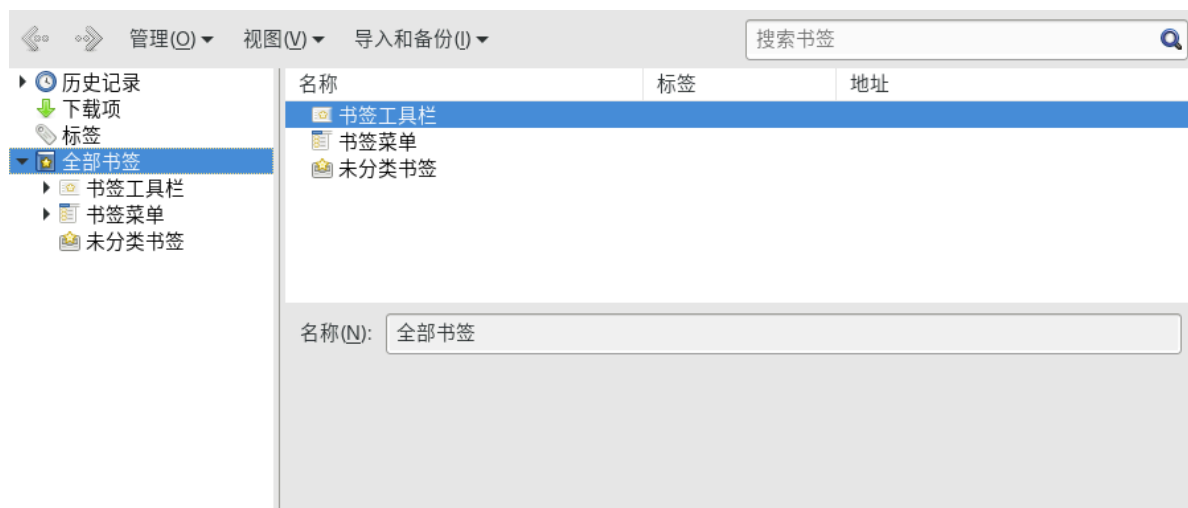 管理(O) 视图(V) 导入和备份(I) 搜索书签
历史记录
下载项
标签
全部书签
书签工具栏
书签菜单
未分类书签
名称 标签 地址
书签工具栏
书签菜单
未分类书签
名称(N): 全部书签